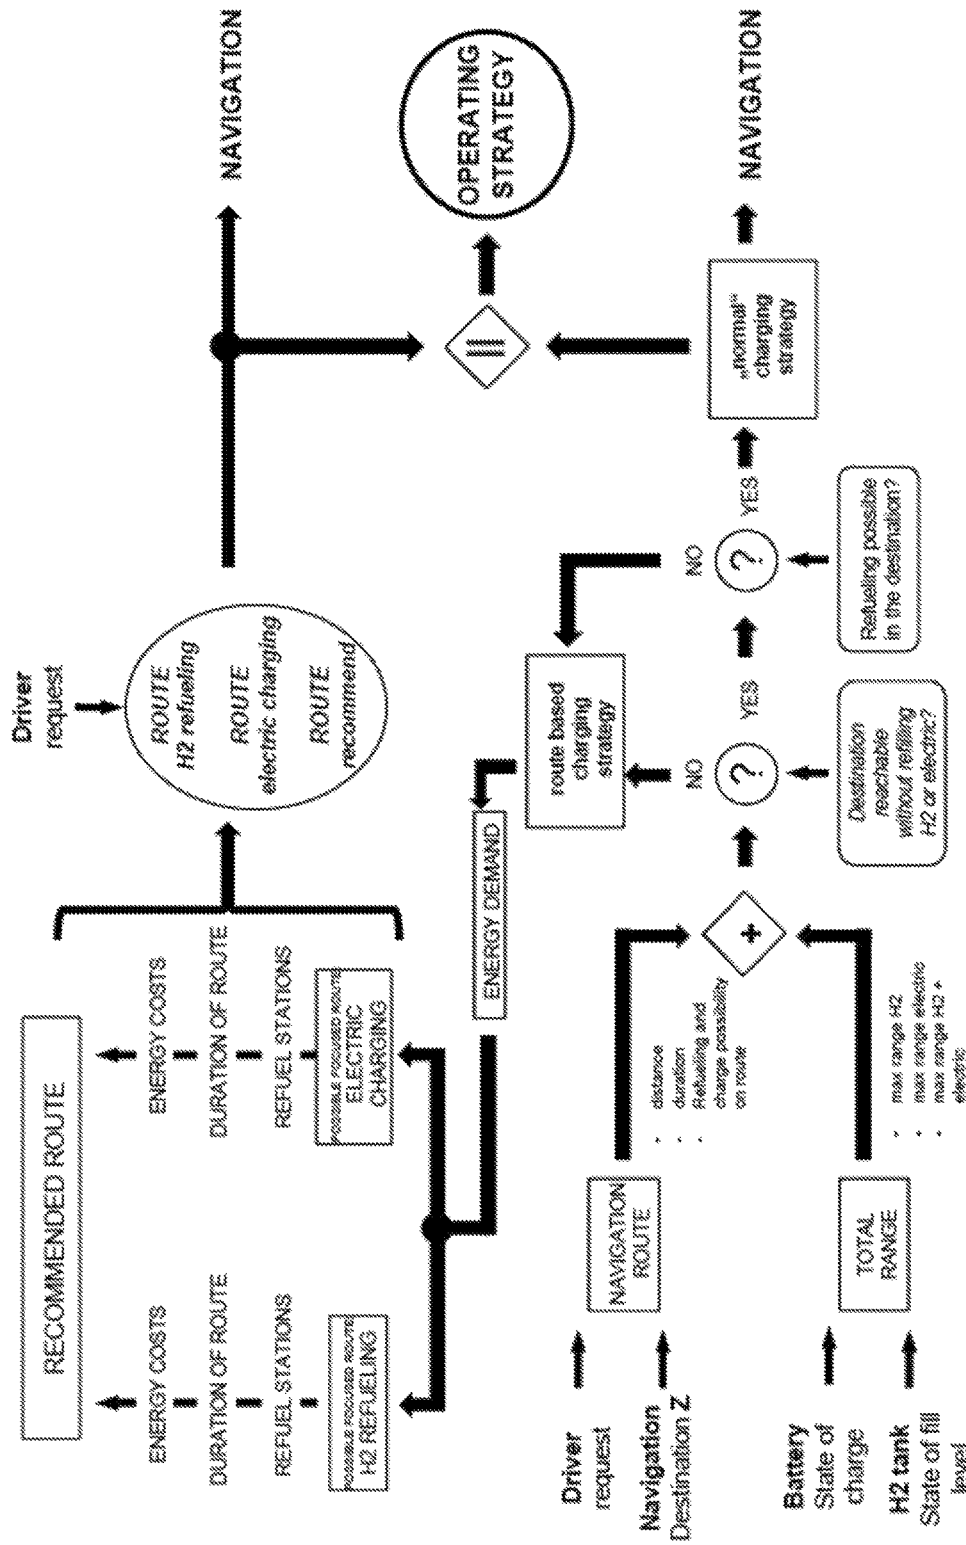 RECOMMENDED ROUTE
ENERGY COSTS
DURATION OF ROUTE
REFUEL STATIONS
POSSIBLE FOCUSED ROUTE
H2 REFUELING
ENERGY COSTS
DURATION OF ROUTE
REFUEL STATIONS
POSSIBLE FOCUSED ROUTE
ELECTRIC
CHARGING
Driver
request
ROUTE
H2 refueling
ROUTE
electric charging
ROUTE
recommend
NAVIGATION
ENERGY DEMAND
route based
charging
strategy
=
OPERATING
STRATEGY
Driver
request
Navigation
Destination Z
NAVIGATION
ROUTE
- distance
- duration
- Refueling and
charge possibility
on route
+
?
NO
YES
?
NO
YES
„normal“
charging
strategy
NAVIGATION
Battery
State of
charge
H2 tank
State of fill
level
TOTAL
RANGE
- max range H2
- max range electric
- max range H2 +
electric
Destination
reachable
without refilling
H2 or electric?
Refueling possible
in the destination?